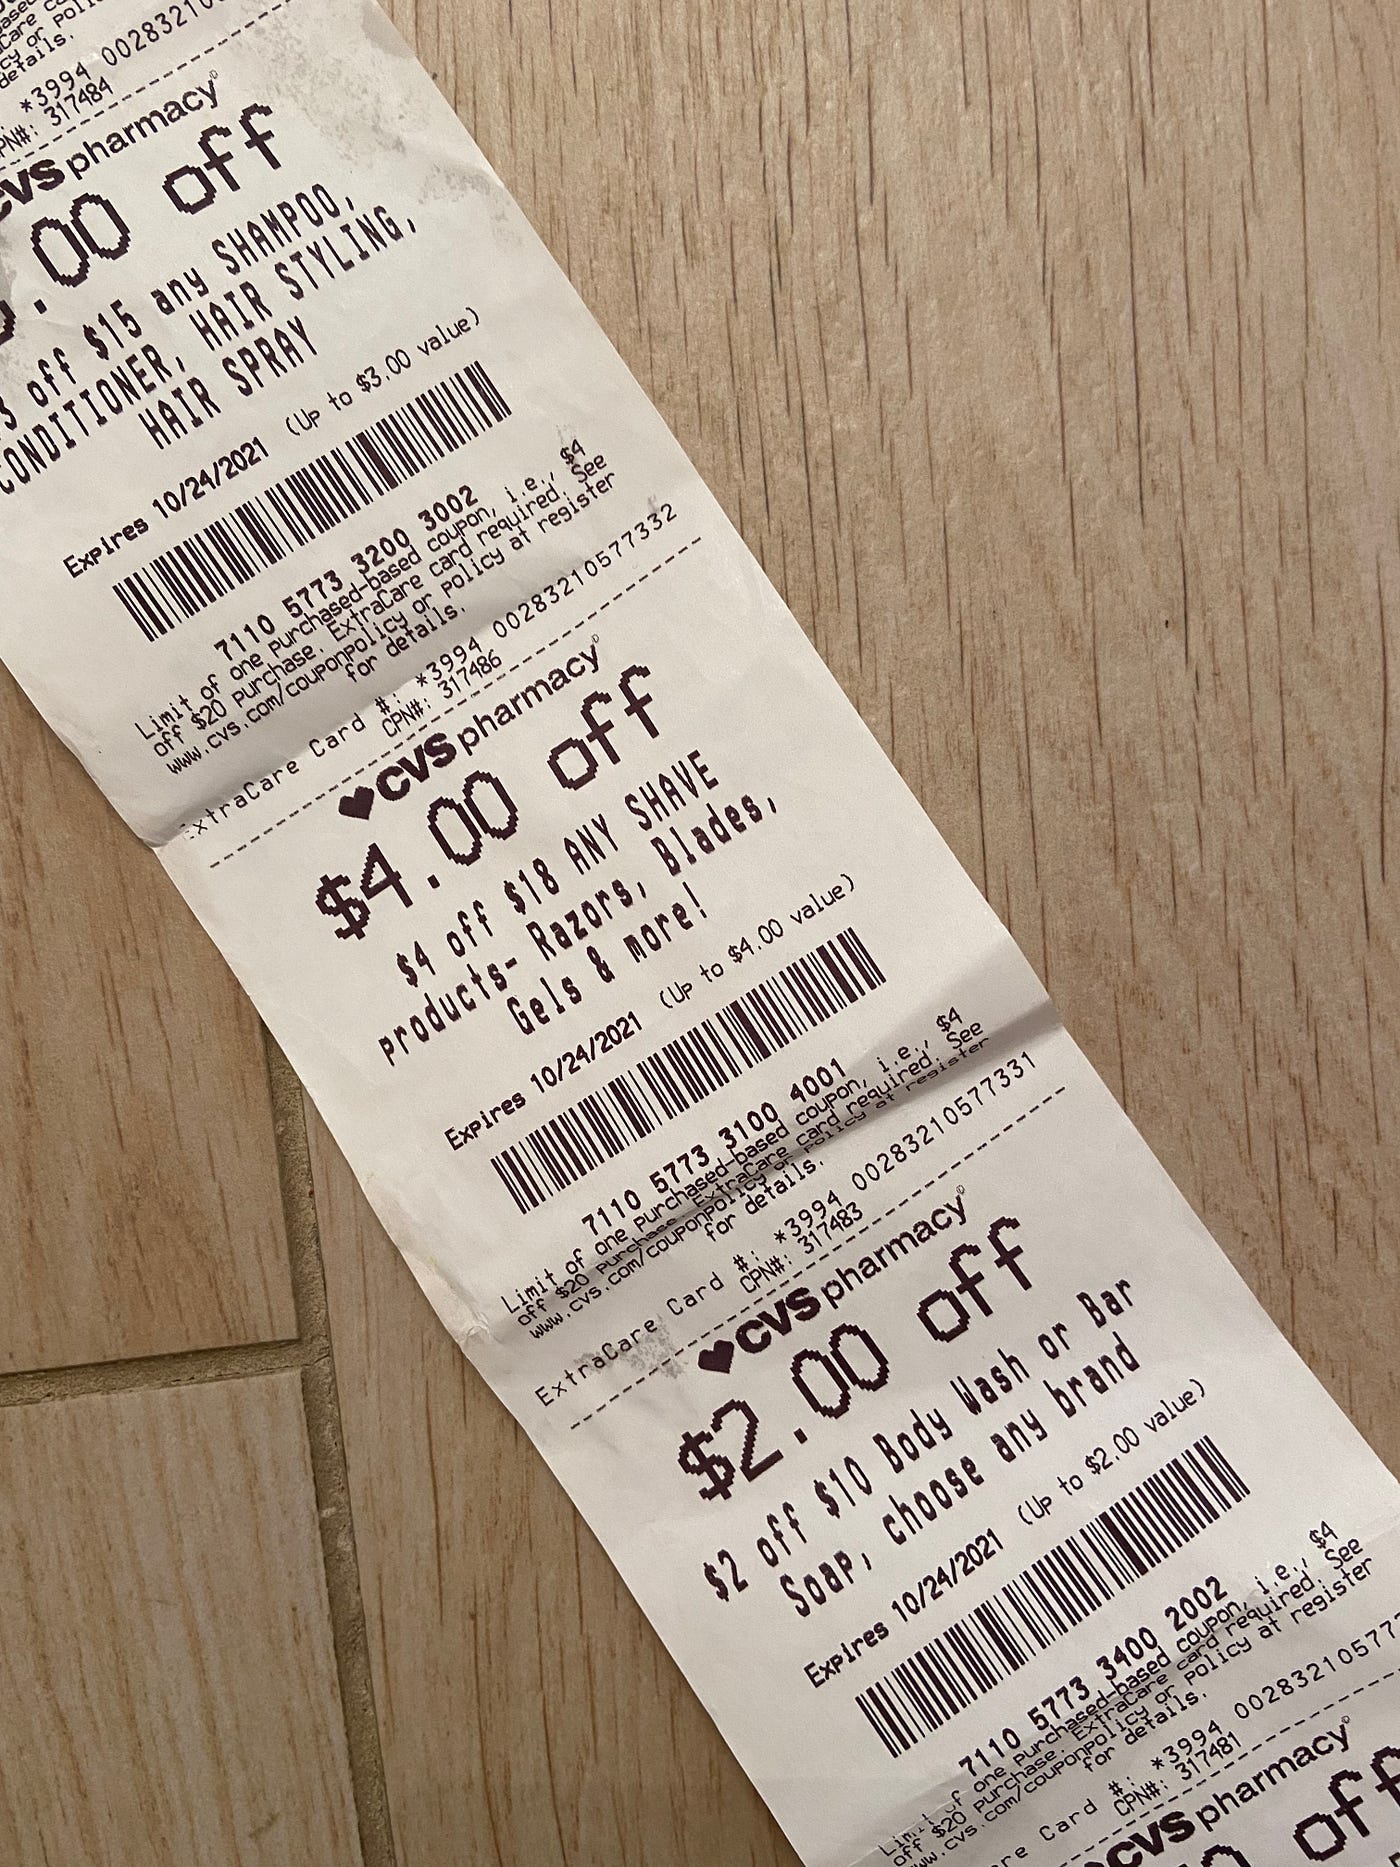 details.
*3994 0028321
CPN#: 317484
cvs pharmacy
.00 off
off $15 any SHAMPOO,
CONDITIONER, HAIR STYLING,
HAIR SPRAY
Expires 10/24/2021 (Up to $3.00 value)
7110 5773 3200 3002
Limit of one purchased-based coupon, i.e., $4
off $20 purchase. ExtraCare card required. See
www.cvs.com/couponpolicy or policy at register
for details.
ExtraCare Card #: *3994 00283210577332
CPN#: 317486
cvs pharmacy
$4.00 off
$4 off $18 ANY SHAVE
products- Razors, Blades,
Gels & more!
Expires 10/24/2021 (Up to $4.00 value)
7110 5773 3100 4001
Limit of one purchased-based coupon, i.e., $4
off $20 purchase. ExtraCare card required. See
www.cvs.com/couponpolicy or policy at register
for details.
ExtraCare Card #: *3994 00283210577331
CPN#: 317483
cvs pharmacy
$2.00 off
$2 off $10 Body Wash or Bar
Soap, choose any brand
Expires 10/24/2021 (Up to $2.00 value)
7110 5773 3400 2002
Limit of one purchased-based coupon, i.e., $4
off $20 purchase. ExtraCare card required. See
www.cvs.com/couponpolicy or policy at register
for details.
Card #: *3994 002832105773
CPN#: 317481
cvs pharmacy
off